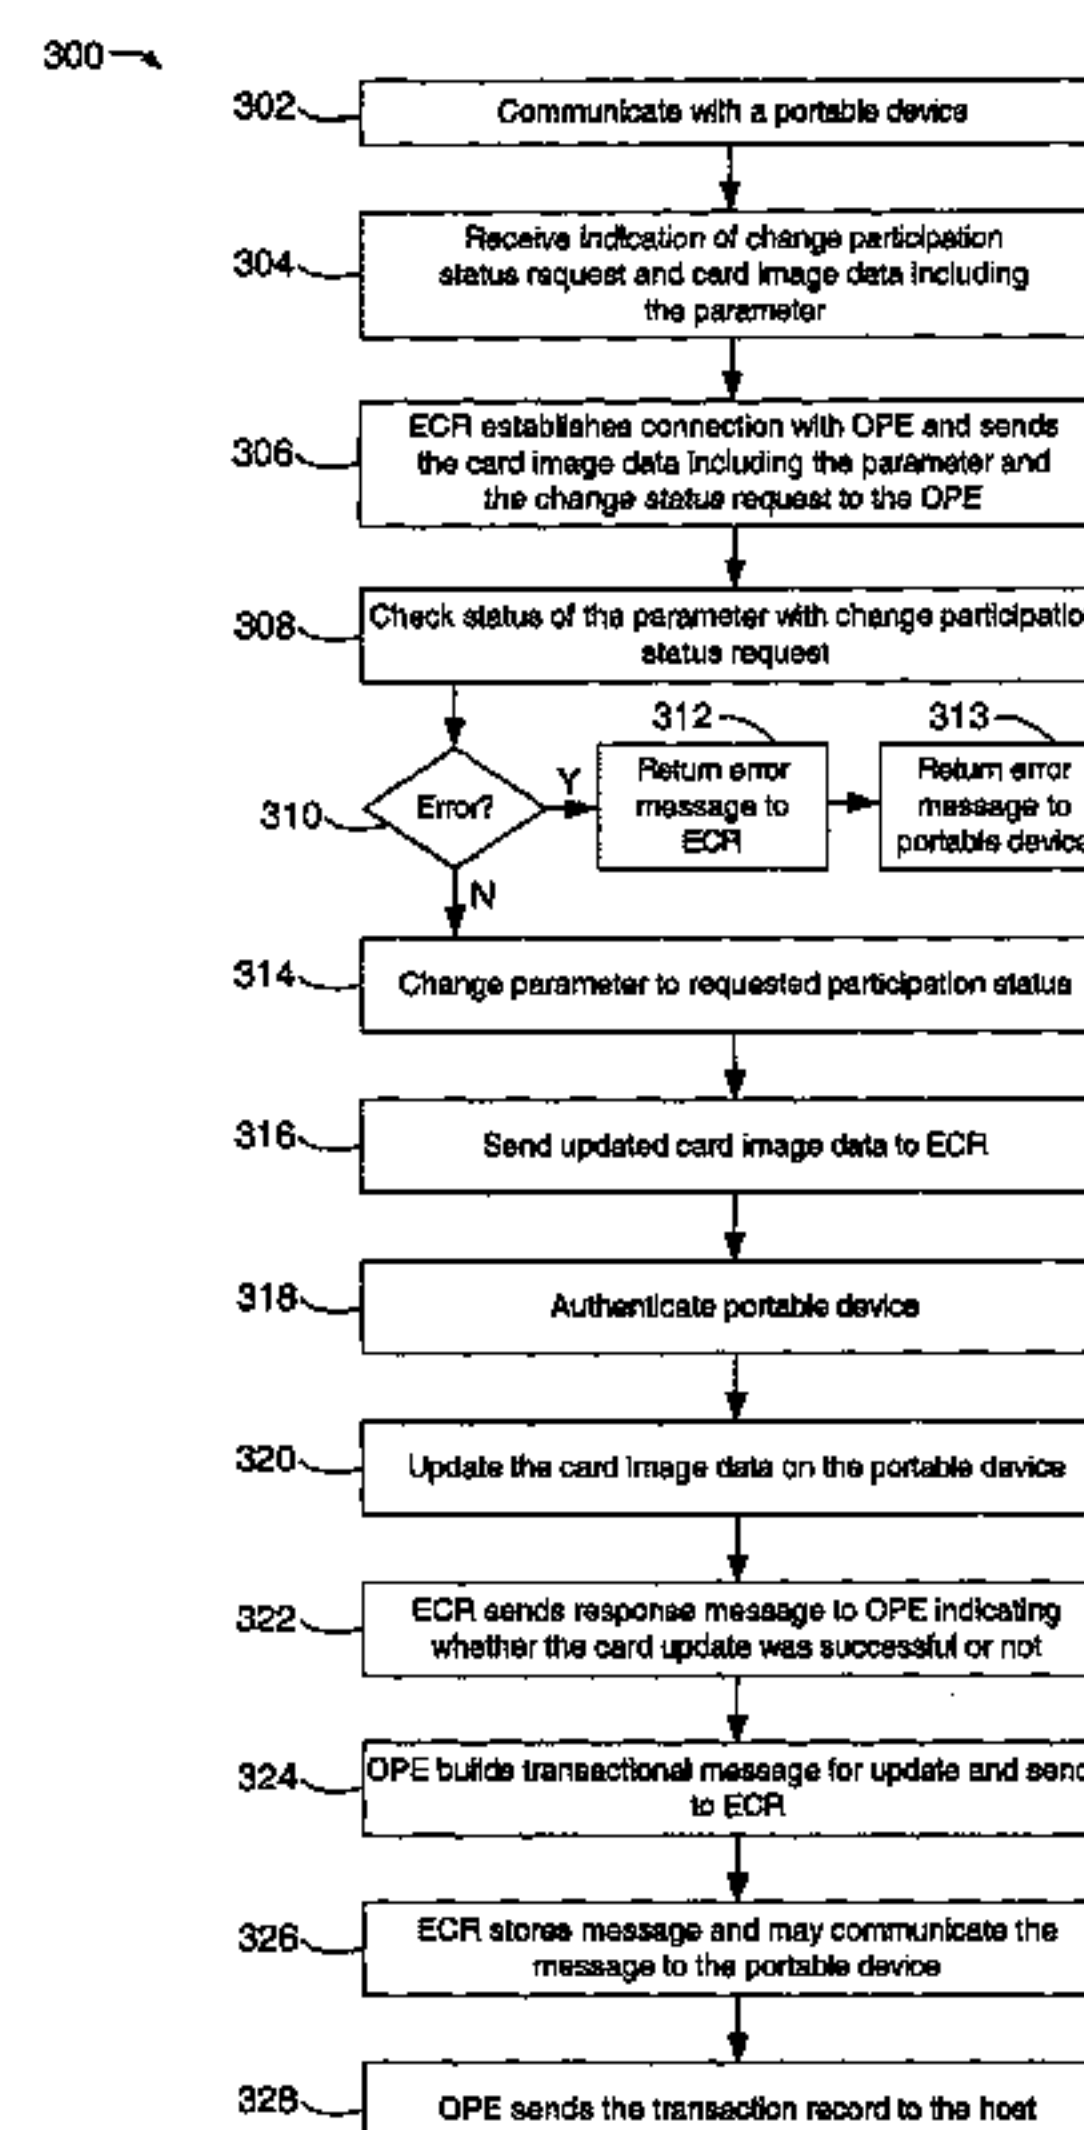 300
302
Communicate with a portable device
304
Receive indication of change participation
status request and card image data including
the parameter
306
ECR establishes connection with OPE and sends
the card image data including the parameter and
the change status request to the OPE
308
Check status of the parameter with change participatio
status request
310
Error?
Y
N
312
Return error
message to
ECR
313
Return error
message to
portable device
314
Change parameter to requested participation status
316
Send updated card image data to ECR
318
Authenticate portable device
320
Update the card image data on the portable device
322
ECR sends response message to OPE indicating
whether the card update was successful or not
324
OPE builds transactional message for update and send
to ECR
326
ECR stores message and may communicate the
message to the portable device
328
OPE sends the transaction record to the host